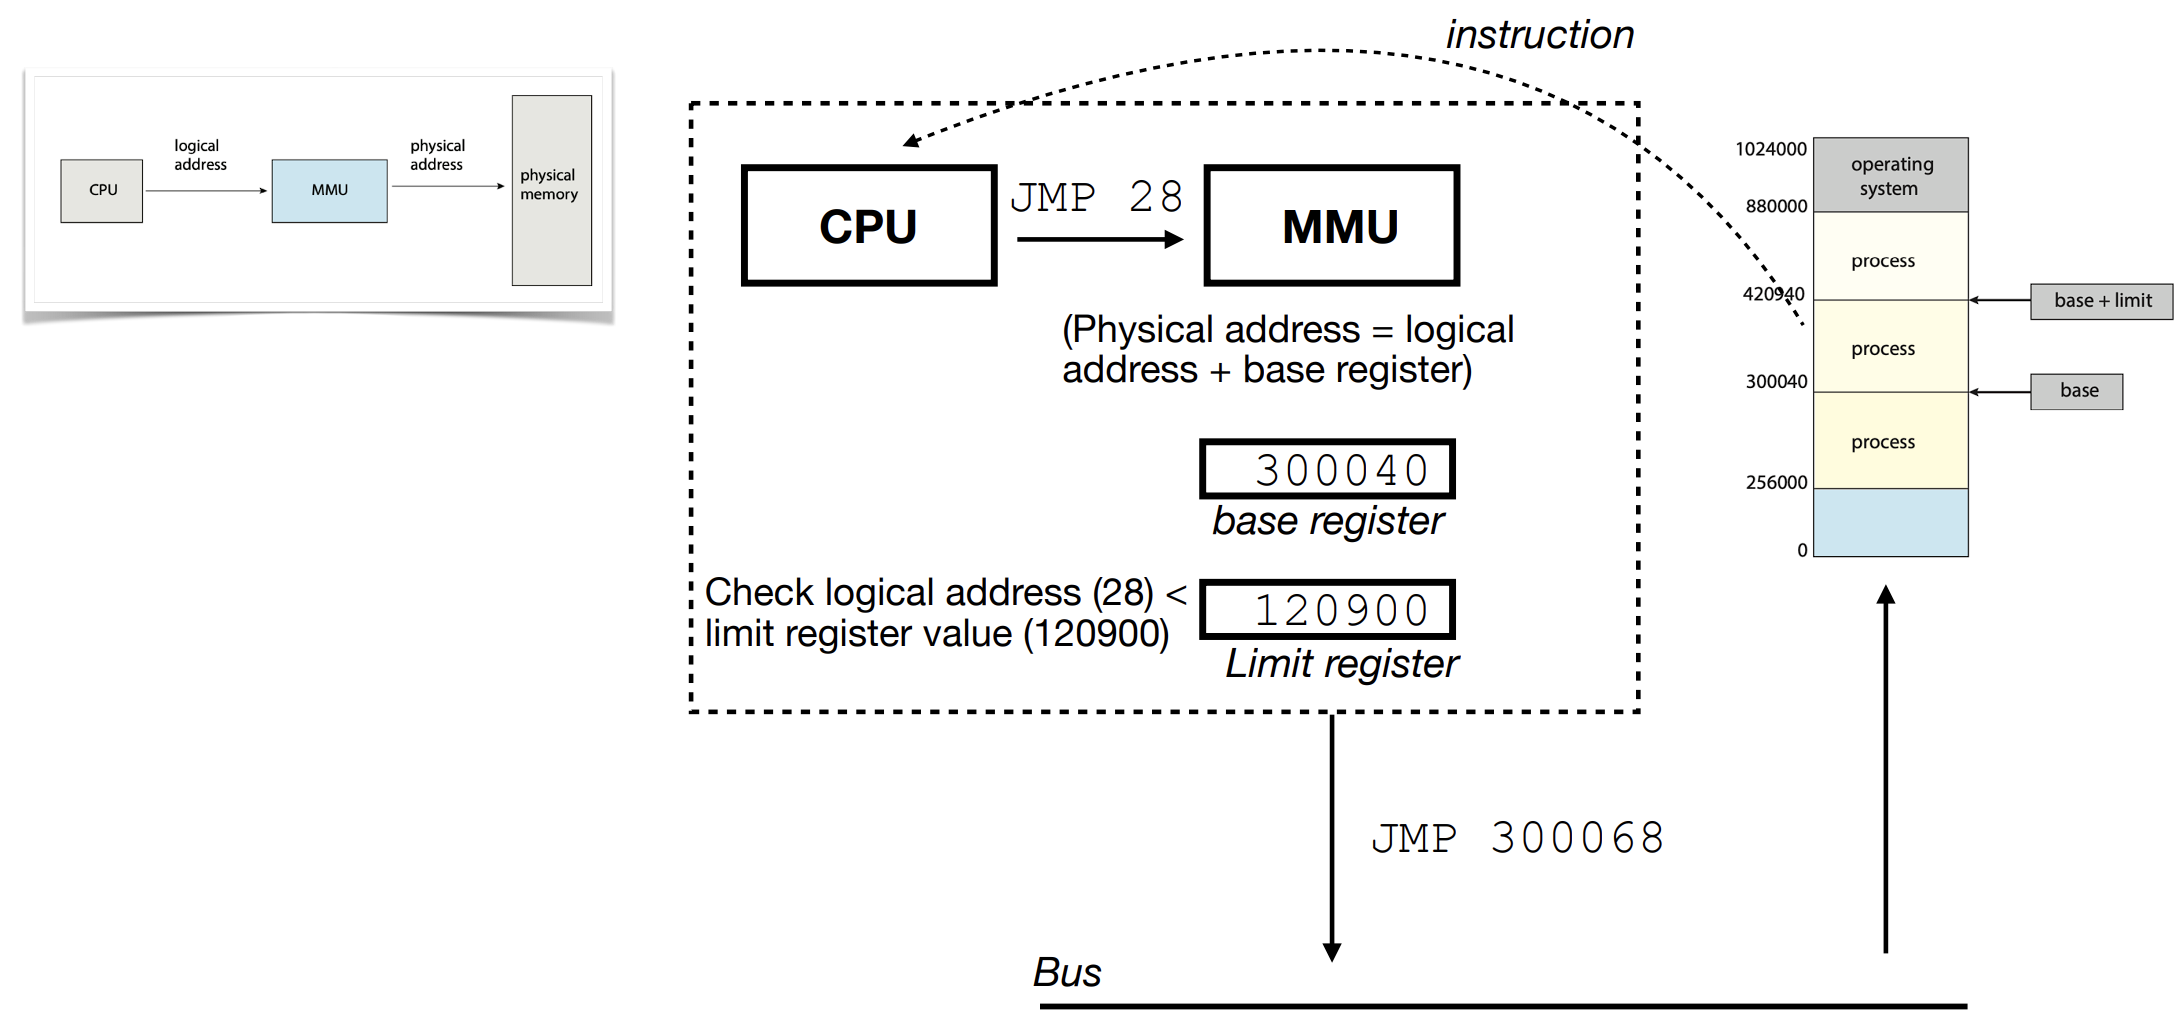 instruction
logical
address
physical
address
CPU
MMU
physical
memory
CPU
JMP 28
MMU
(Physical address = logical
address + base register)
300040
base register
Check logical address (28) <
limit register value (120900)
120900
Limit register
JMP 300068
Bus
1024000
operating
system
880000
process
420940
base + limit
process
300040
base
process
256000
0